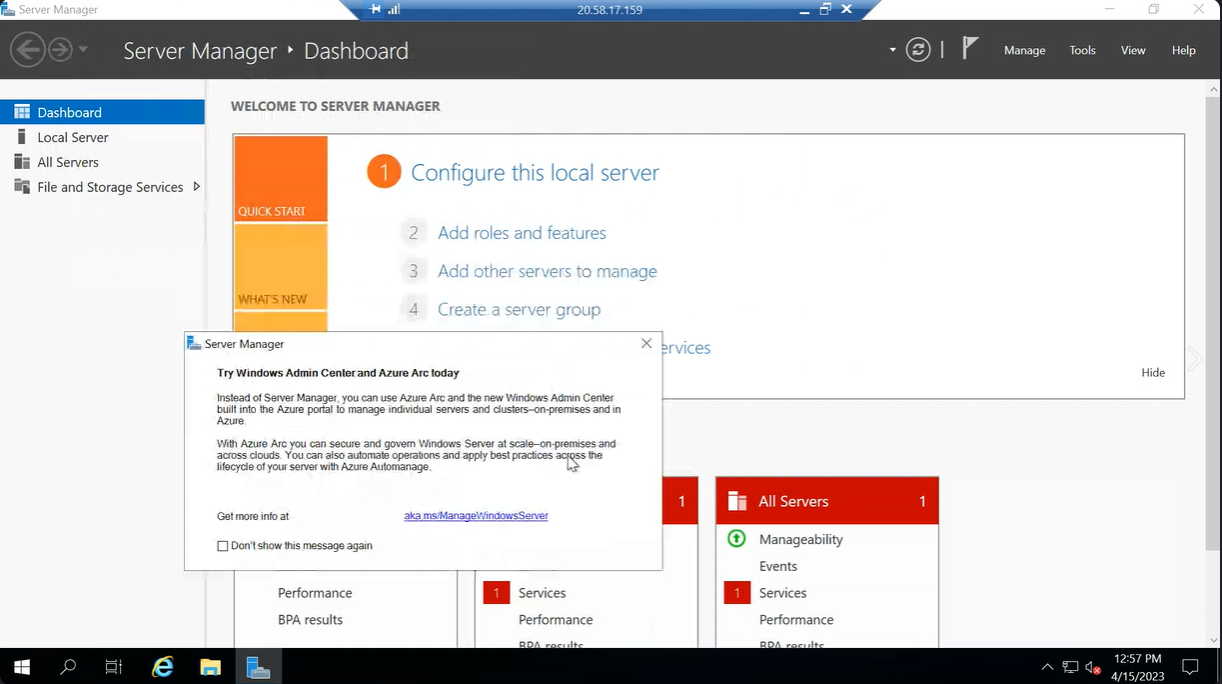 Server Manager
20.58.17.159
Server Manager ‣ Dashboard
Manage Tools View Help
Dashboard
Local Server
All Servers
File and Storage Services
WELCOME TO SERVER MANAGER
QUICK START
WHAT'S NEW
1 Configure this local server
2 Add roles and features
3 Add other servers to manage
4 Create a server group
ervices
Hide
Server Manager
Try Windows Admin Center and Azure Arc today
Instead of Server Manager, you can use Azure Arc and the new Windows Admin Center
built into the Azure portal to manage individual servers and clusters–on-premises and in
Azure.
With Azure Arc you can secure and govern Windows Server at scale–on-premises and
across clouds. You can also automate operations and apply best practices across the
lifecycle of your server with Azure Automanage.
Get more info at aka.ms/ManageWindowsServer
Don't show this message again
Performance
BPA results
1
1 Services
Performance
BPA results
All Servers 1
Manageability
Events
1 Services
Performance
BPA results
12:57 PM
4/15/2023